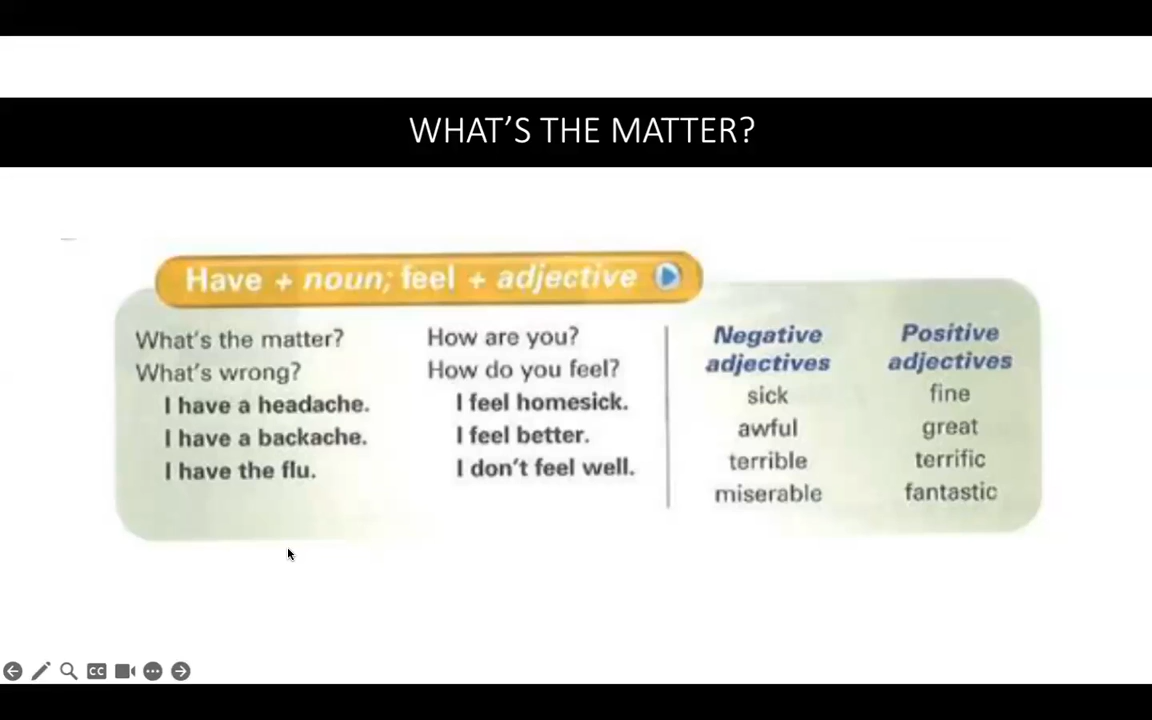 WHAT'S THE MATTER?
Have + noun; feel + adjective
What's the matter?
What's wrong?
I have a headache.
I have a backache.
I have the flu.
How are you?
How do you feel?
I feel homesick.
I feel better.
I don't feel well.
Negative
adjectives
sick
awful
terrible
miserable
Positive
adjectives
fine
great
terrific
fantastic
CC